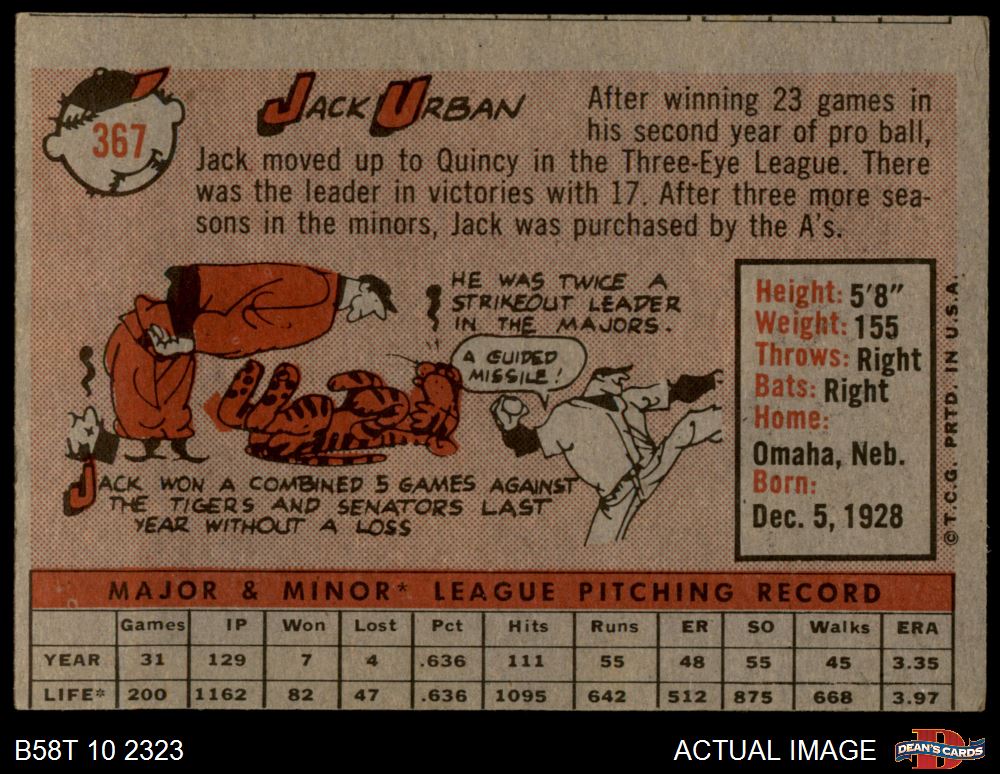 367
JACK URBAN
After winning 23 games in
his second year of pro ball,
Jack moved up to Quincy in the Three-Eye League. There
was the leader in victories with 17. After three more sea-
sons in the minors, Jack was purchased by the A's.
HE WAS TWICE A
STRIKEOUT LEADER
IN THE MAJORS.
A GUIDED
MISSILE!
JACK WON A COMBINED 5 GAMES AGAINST
THE TIGERS AND SENATORS LAST
YEAR WITHOUT A LOSS
Height: 5'8"
Weight: 155
Throws: Right
Bats: Right
Home:
Omaha, Neb.
Born:
Dec. 5, 1928
© T.C.G. PRTD. IN U.S.A.
MAJOR & MINOR* LEAGUE PITCHING RECORD
Games IP Won Lost Pct Hits Runs ER SO Walks ERA
YEAR 31 129 7 4 .636 111 55 48 55 45 3.35
LIFE* 200 1162 82 47 .636 1095 642 512 875 668 3.97
B58T 10 2323
ACTUAL IMAGE
D
DEAN'S CARDS